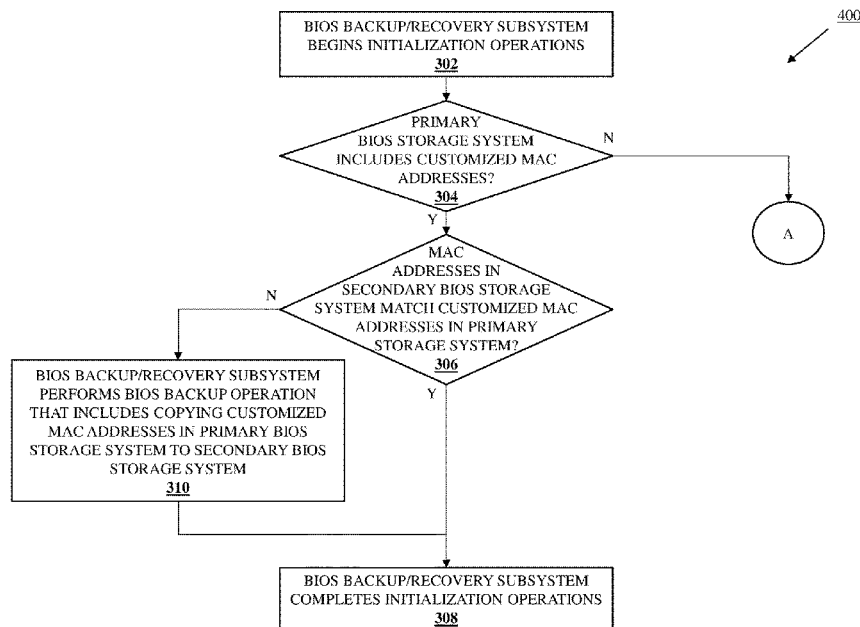 400
BIOS BACKUP/RECOVERY SUBSYSTEM
BEGINS INITIALIZATION OPERATIONS
302
PRIMARY
BIOS STORAGE SYSTEM
INCLUDES CUSTOMIZED MAC
ADDRESSES?
304
N
Y
A
MAC
ADDRESSES IN
SECONDARY BIOS STORAGE
SYSTEM MATCH CUSTOMIZED MAC
ADDRESSES IN PRIMARY
STORAGE SYSTEM?
306
N
Y
BIOS BACKUP/RECOVERY SUBSYSTEM
PERFORMS BIOS BACKUP OPERATION
THAT INCLUDES COPYING CUSTOMIZED
MAC ADDRESSES IN PRIMARY BIOS
STORAGE SYSTEM TO SECONDARY BIOS
STORAGE SYSTEM
310
BIOS BACKUP/RECOVERY SUBSYSTEM
COMPLETES INITIALIZATION OPERATIONS
308